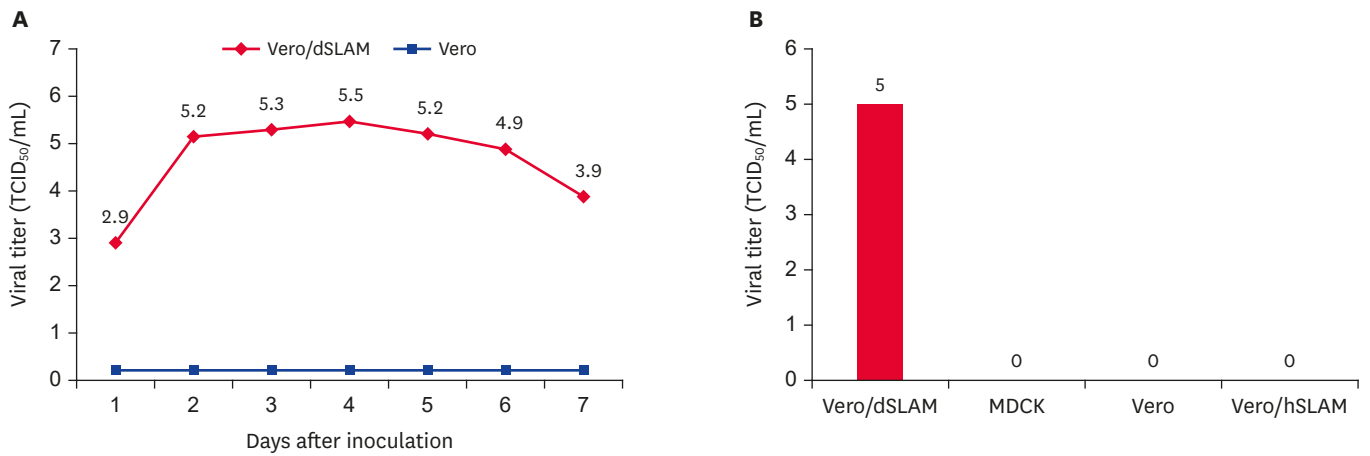 A
Viral titer (TCID₅₀/mL)
7
6
5
4
3
2
1
0
Vero/dSLAM
Vero
2.9
5.2
5.3
5.5
5.2
4.9
3.9
1 2 3 4 5 6 7
Days after inoculation
B
Viral titer (TCID₅₀/mL)
6
5
4
3
2
1
0
5
0
0
0
Vero/dSLAM MDCK Vero Vero/hSLAM